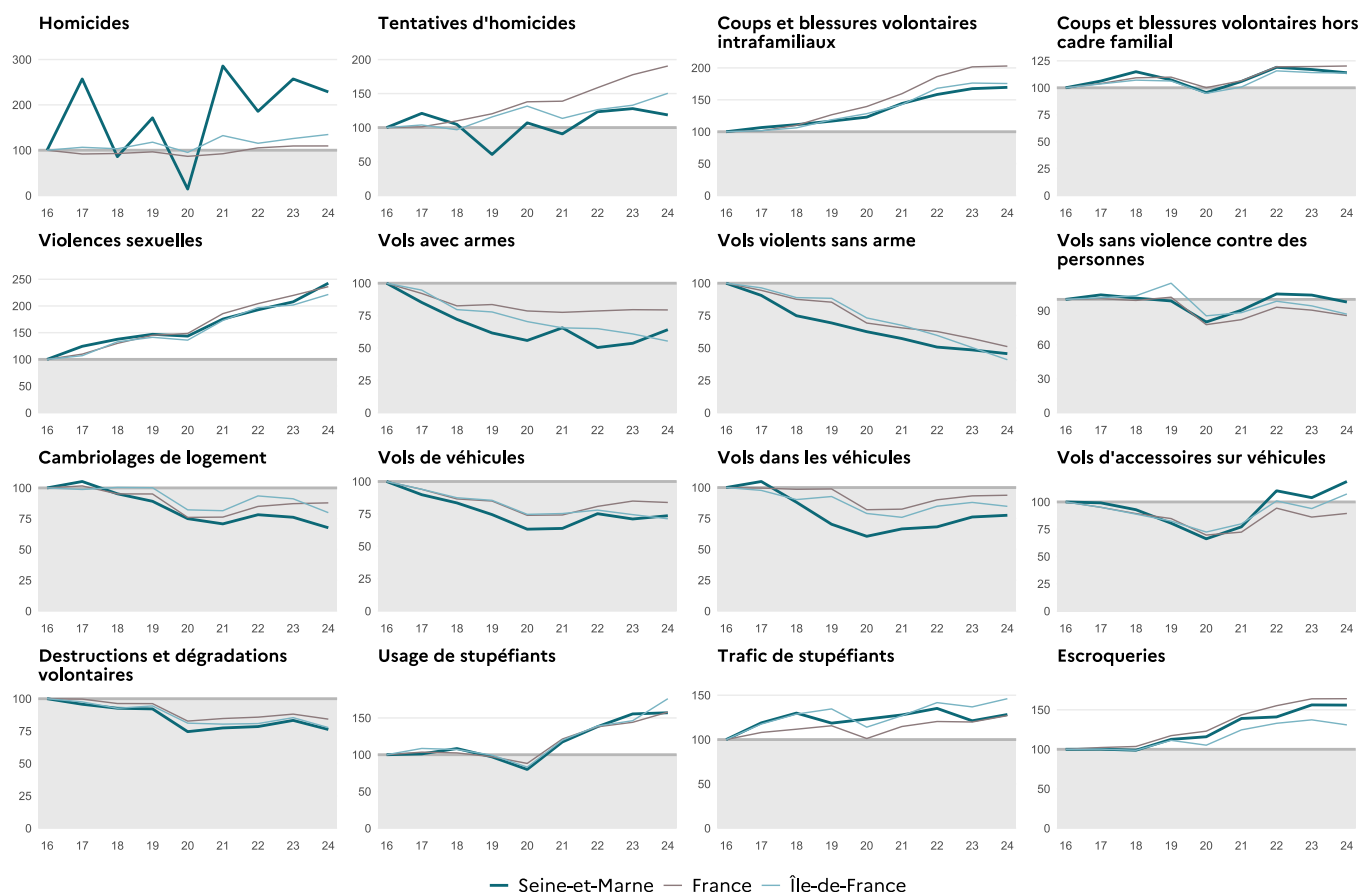 Homicides
300
200
100
0
16 17 18 19 20 21 22 23 24
Tentatives d'homicides
200
150
100
50
0
16 17 18 19 20 21 22 23 24
Coups et blessures volontaires
intrafamiliaux
200
150
100
50
0
16 17 18 19 20 21 22 23 24
Coups et blessures volontaires hors
cadre familial
125
100
75
50
25
0
16 17 18 19 20 21 22 23 24
Violences sexuelles
250
200
150
100
50
0
16 17 18 19 20 21 22 23 24
Vols avec armes
100
75
50
25
0
16 17 18 19 20 21 22 23 24
Vols violents sans arme
100
75
50
25
0
16 17 18 19 20 21 22 23 24
Vols sans violence contre des
personnes
90
60
30
0
16 17 18 19 20 21 22 23 24
Cambriolages de logement
100
75
50
25
0
16 17 18 19 20 21 22 23 24
Vols de véhicules
100
75
50
25
0
16 17 18 19 20 21 22 23 24
Vols dans les véhicules
100
75
50
25
0
16 17 18 19 20 21 22 23 24
Vols d'accessoires sur véhicules
100
75
50
25
0
16 17 18 19 20 21 22 23 24
Destructions et dégradations
volontaires
100
75
50
25
0
16 17 18 19 20 21 22 23 24
Usage de stupéfiants
150
100
50
0
16 17 18 19 20 21 22 23 24
Trafic de stupéfiants
150
100
50
0
16 17 18 19 20 21 22 23 24
Escroqueries
150
100
50
0
16 17 18 19 20 21 22 23 24
Seine-et-Marne France Île-de-France